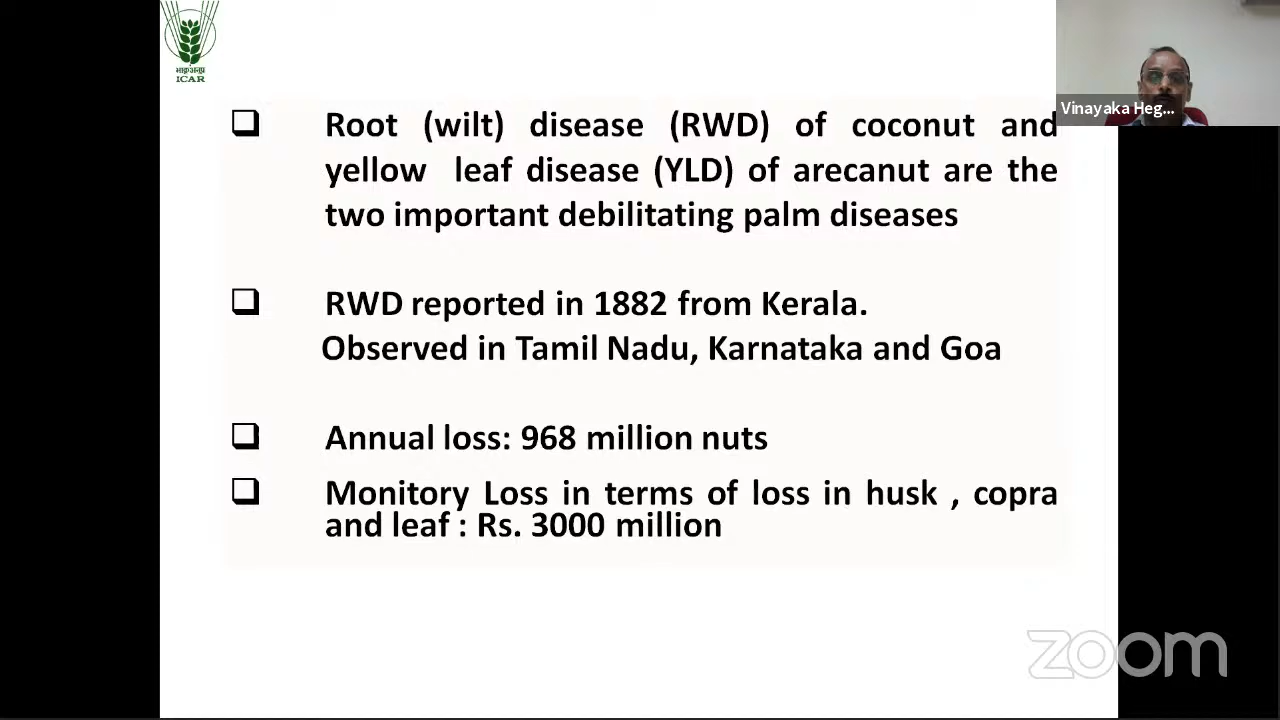 भाकृअनुप
ICAR
Vinayaka Heg...
Root (wilt) disease (RWD) of coconut and
yellow leaf disease (YLD) of arecanut are the
two important debilitating palm diseases
RWD reported in 1882 from Kerala.
Observed in Tamil Nadu, Karnataka and Goa
Annual loss: 968 million nuts
Monitory Loss in terms of loss in husk , copra
and leaf : Rs. 3000 million
zoom